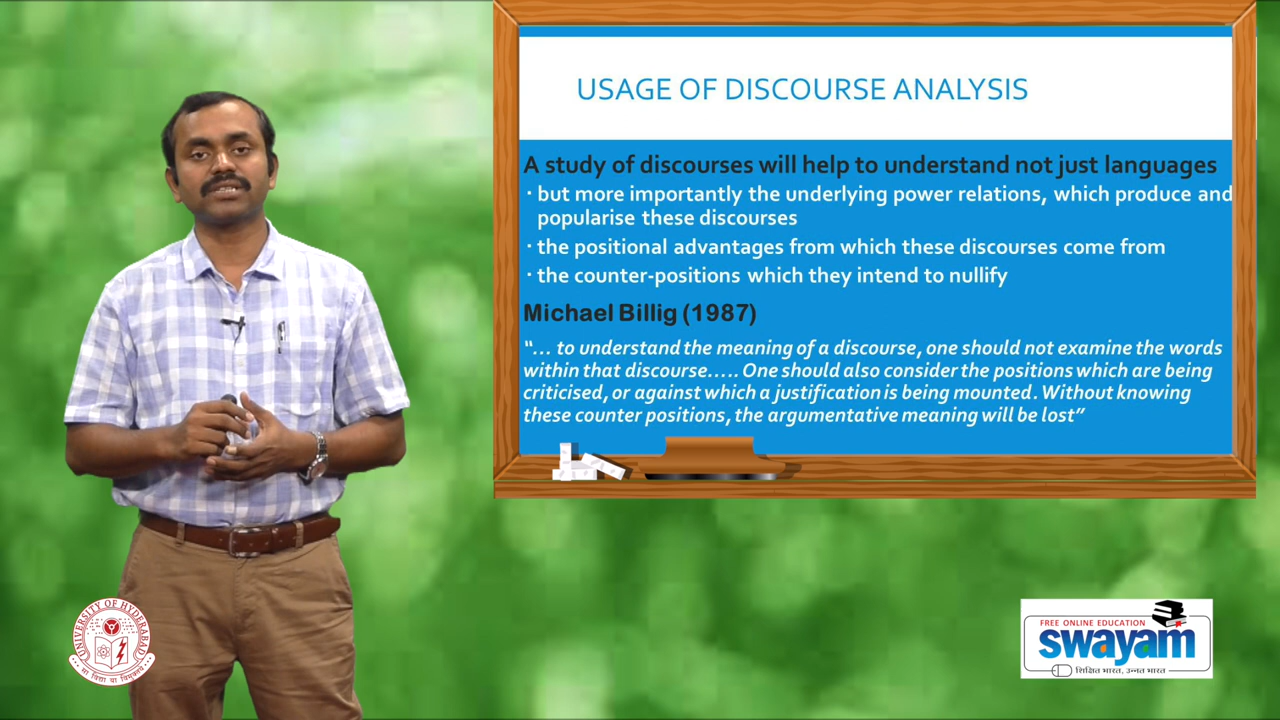 USAGE OF DISCOURSE ANALYSIS
A study of discourses will help to understand not just languages
· but more importantly the underlying power relations, which produce and
popularise these discourses
· the positional advantages from which these discourses come from
· the counter-positions which they intend to nullify
Michael Billig (1987)
“... to understand the meaning of a discourse, one should not examine the words
within that discourse..... One should also consider the positions which are being
criticised, or against which a justification is being mounted. Without knowing
these counter positions, the argumentative meaning will be lost”
UNIVERSITY OF HYDERABAD
सा विद्या या विमुक्तये
FREE ONLINE EDUCATION
swayam
शिक्षित भारत, उन्नत भारत